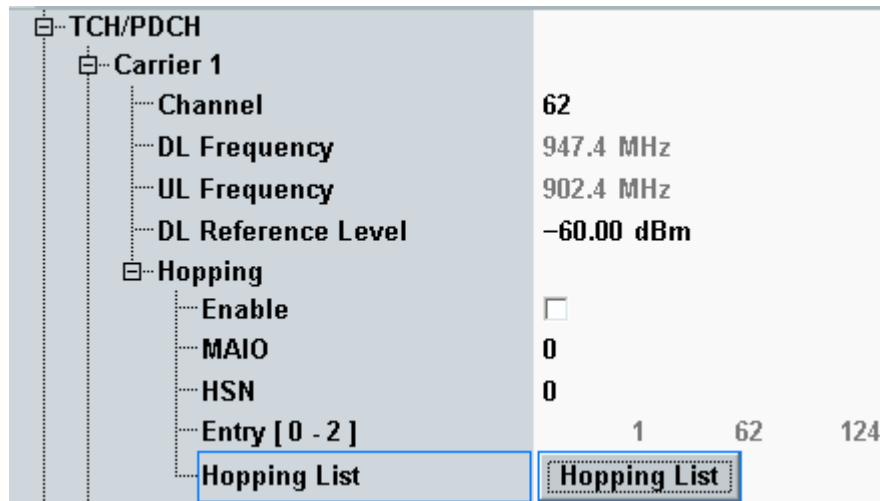 TCH/PDCH
Carrier 1
Channel 62
DL Frequency 947.4 MHz
UL Frequency 902.4 MHz
DL Reference Level −60.00 dBm
Hopping
Enable
MAIO 0
HSN 0
Entry [ 0 - 2 ] 1 62 124
Hopping List Hopping List